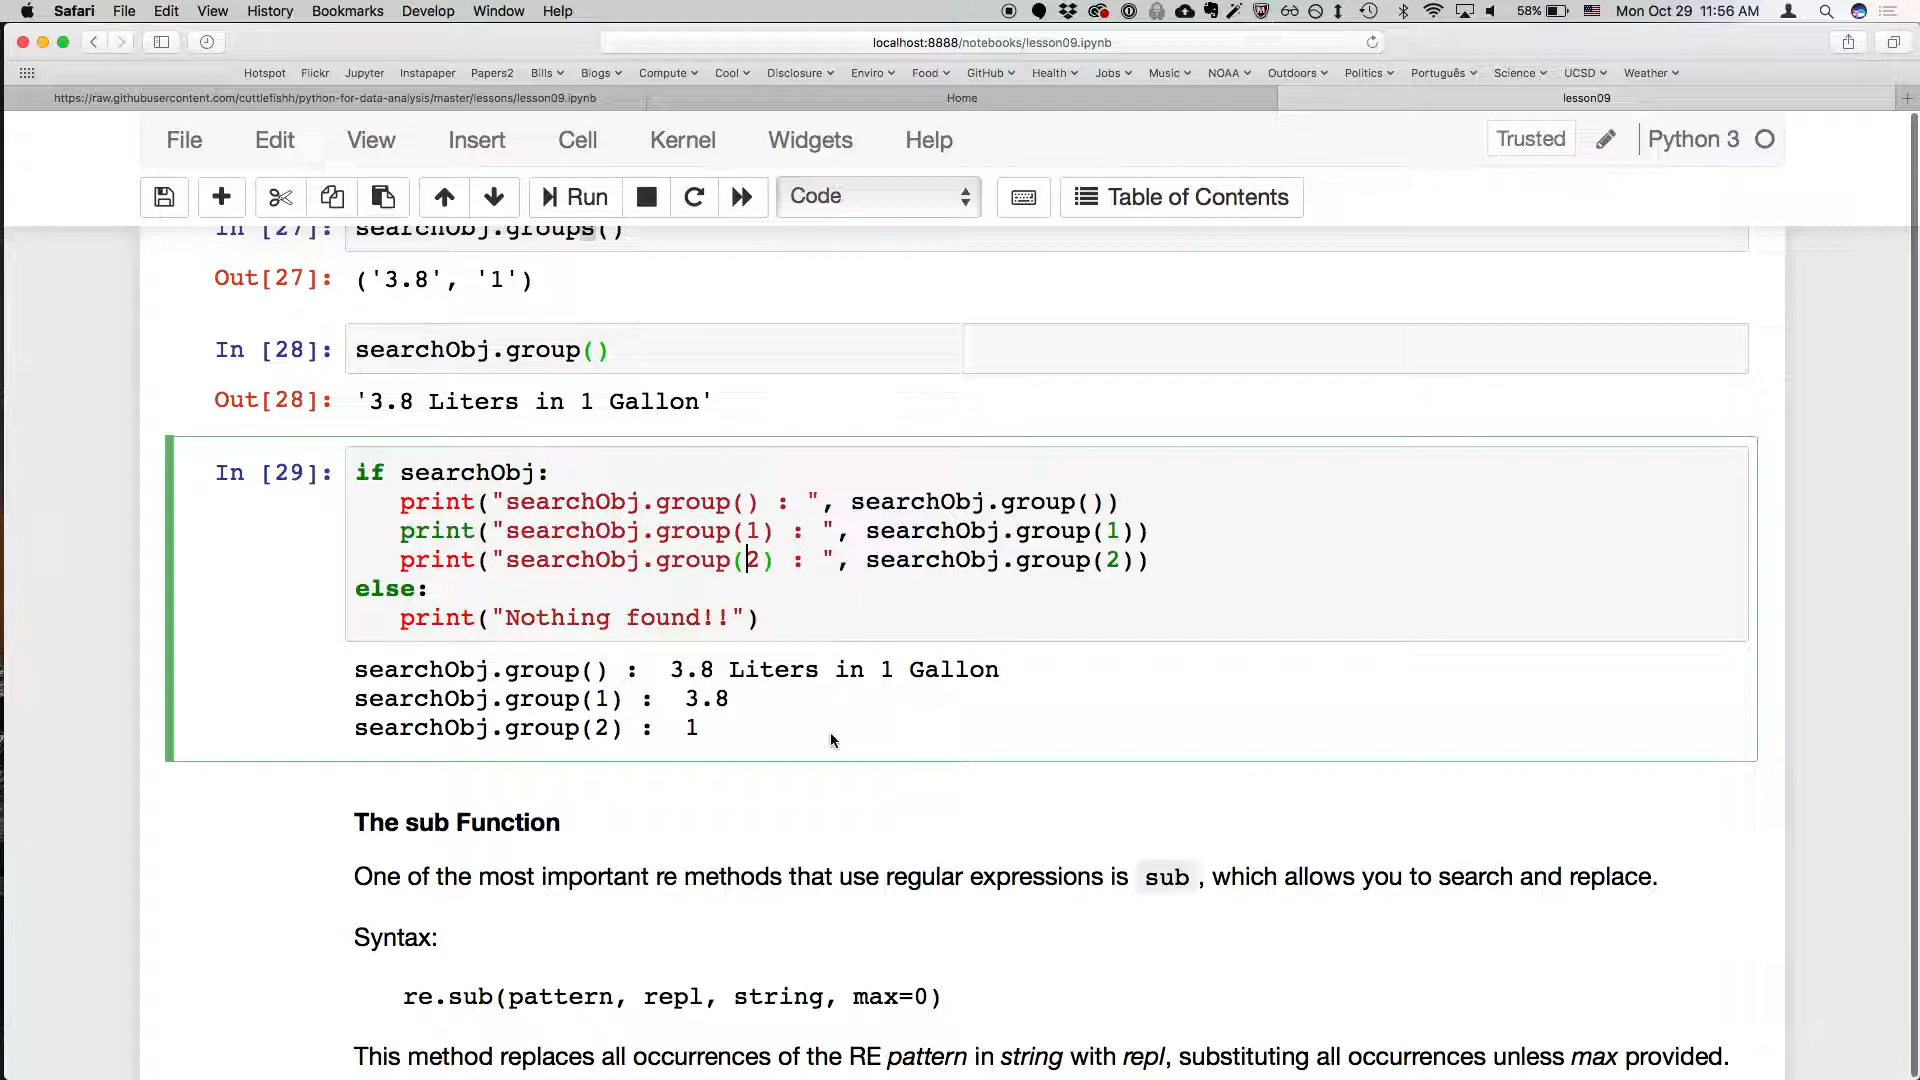 Safari File Edit View History Bookmarks Develop Window Help 58% Mon Oct 29 11:56 AM
localhost:8888/notebooks/lesson09.ipynb
Hotspot Flickr Jupyter Instapaper Papers2 Bills Blogs Compute Cool Disclosure Enviro Food GitHub Health Jobs Music NOAA Outdoors Politics Português Science UCSD Weather
https://raw.githubusercontent.com/cuttlefishh/python-for-data-analysis/master/lessons/lesson09.ipynb Home lesson09
File Edit View Insert Cell Kernel Widgets Help Trusted Python 3
Run Code Table of Contents
In [27]: searchObj.groups()
Out[27]: ('3.8', '1')
In [28]: searchObj.group()
Out[28]: '3.8 Liters in 1 Gallon'
In [29]: if searchObj:
print("searchObj.group() : ", searchObj.group())
print("searchObj.group(1) : ", searchObj.group(1))
print("searchObj.group(2) : ", searchObj.group(2))
else:
print("Nothing found!!")
searchObj.group() :  3.8 Liters in 1 Gallon
searchObj.group(1) :  3.8
searchObj.group(2) :  1
The sub Function
One of the most important re methods that use regular expressions is sub , which allows you to search and replace.
Syntax:
re.sub(pattern, repl, string, max=0)
This method replaces all occurrences of the RE pattern in string with repl, substituting all occurrences unless max provided.